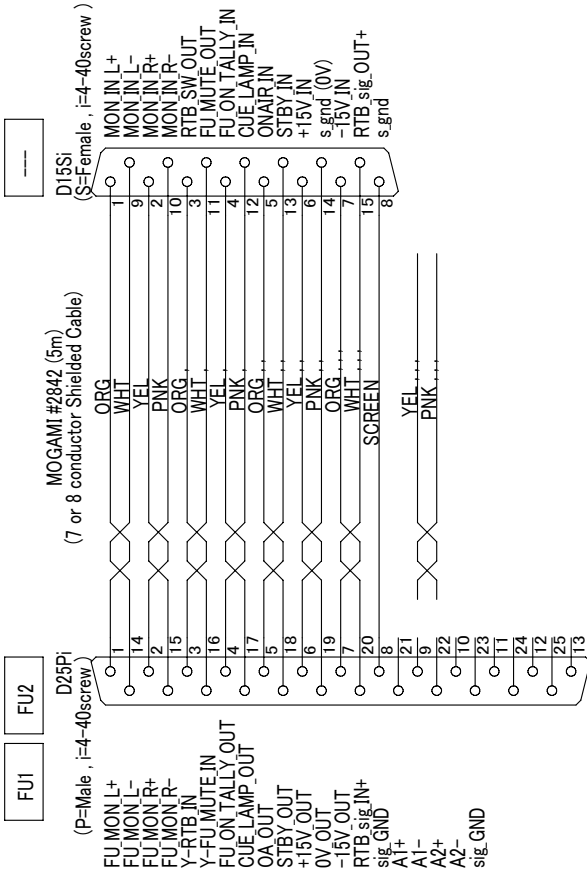 FU1
FU2
---
D25Pi
(P=Male , i=4-40screw)
FU_MON_L+
FU_MON_L-
FU_MON_R+
FU_MON_R-
Y-RTB_IN
Y-FU_MUTE_IN
FU_ON_TALLY_OUT
CUE_LAMP_OUT
OA_OUT
STBY_OUT
+15V_OUT
0V_OUT
-15V_OUT
RTB_sig_IN+
sig_GND
A1+
A1-
A2+
A2-
sig_GND
1
14
2
15
3
16
4
17
5
18
6
19
7
20
8
21
9
22
10
23
11
24
12
25
13
MOGAMI #2842 (5m)
(7 or 8 conductor Shielded Cable)
ORG
WHT
YEL
PNK
ORG .
WHT .
YEL .
PNK .
ORG . .
WHT . .
YEL . .
PNK . .
ORG . . .
WHT . . .
SCREEN
YEL . . .
PNK . . .
D15Si
(S=Female , i=4-40screw )
1
9
2
10
3
11
4
12
5
13
6
14
7
15
8
MON_IN_L+
MON_IN_L-
MON_IN_R+
MON_IN_R-
RTB_SW_OUT
FU_MUTE_OUT
FU_ON_TALLY_IN
CUE_LAMP_IN
ONAIR_IN
STBY_IN
+15V_IN
s_gnd (0V)
-15V_IN
RTB_sig_OUT+
s_gnd